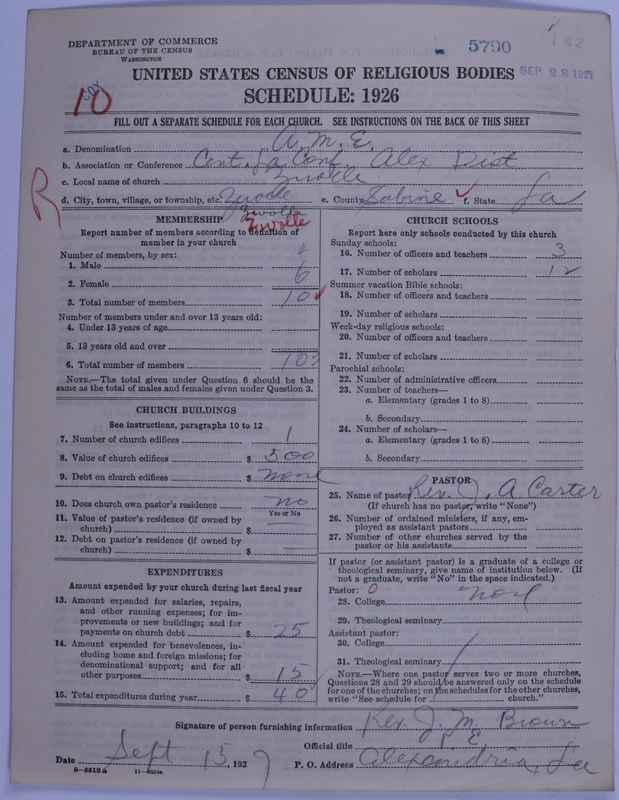 DEPARTMENT OF COMMERCE
BUREAU OF THE CENSUS
WASHINGTON
5790
142
SEP 28 1927
UNITED STATES CENSUS OF RELIGIOUS BODIES
SCHEDULE: 1926
10
FILL OUT A SEPARATE SCHEDULE FOR EACH CHURCH. SEE INSTRUCTIONS ON THE BACK OF THIS SHEET
a. Denomination A. M. E.
b. Association or Conference Cent. La Conf. Alex Dist
c. Local name of church Zwolle
d. City, town, village, or township, etc. Zwolle e. County Sabine f. State La
R
Zwolle
Zwolle
MEMBERSHIP
Report number of members according to definition of
member in your church
Number of members, by sex:
1. Male 4
2. Female 6
3. Total number of members 10
Number of members under and over 13 years old:
4. Under 13 years of age
5. 13 years old and over
6. Total number of members 10
NOTE.—The total given under Question 6 should be the
same as the total of males and females given under Question 3.
CHURCH BUILDINGS
See instructions, paragraphs 10 to 12
7. Number of church edifices 1
8. Value of church edifices $ 500
9. Debt on church edifices $ none
10. Does church own pastor's residence no
Yes or No
11. Value of pastor's residence (if owned by
church) $
12. Debt on pastor's residence (if owned by
church) $
EXPENDITURES
Amount expended by your church during last fiscal year
13. Amount expended for salaries, repairs,
and other running expenses; for im-
provements or new buildings; and for
payments on church debt $ 25
14. Amount expended for benevolences, in-
cluding home and foreign missions; for
denominational support; and for all
other purposes $ 15
15. Total expenditures during year $ 40
CHURCH SCHOOLS
Report here only schools conducted by this church
Sunday schools:
16. Number of officers and teachers 3
17. Number of scholars 12
Summer vacation Bible schools:
18. Number of officers and teachers
19. Number of scholars
Week-day religious schools:
20. Number of officers and teachers
21. Number of scholars
Parochial schools:
22. Number of administrative officers
23. Number of teachers—
a. Elementary (grades 1 to 8)
b. Secondary
24. Number of scholars—
a. Elementary (grades 1 to 8)
b. Secondary
PASTOR
25. Name of pastor Rev. J. A Carter
(If church has no pastor, write "None")
26. Number of ordained ministers, if any, em-
ployed as assistant pastors
27. Number of other churches served by the
pastor or his assistants
If pastor (or assistant pastor) is a graduate of a college or
theological seminary, give name of institution below. (If
not a graduate, write "No" in the space indicated.)
Pastor: 0
28. College none
29. Theological seminary
Assistant pastor:
30. College
31. Theological seminary
NOTE.—Where one pastor serves two or more churches,
Questions 28 and 29 should be answered only on the schedule
for one of the churches; on the schedules for the other churches,
write "See schedule for church."
Signature of person furnishing information Rev. J. M. Brown
Official title P. E
Date Sept 15, 1927 P. O. Address Alexandria, La
8-5518 a